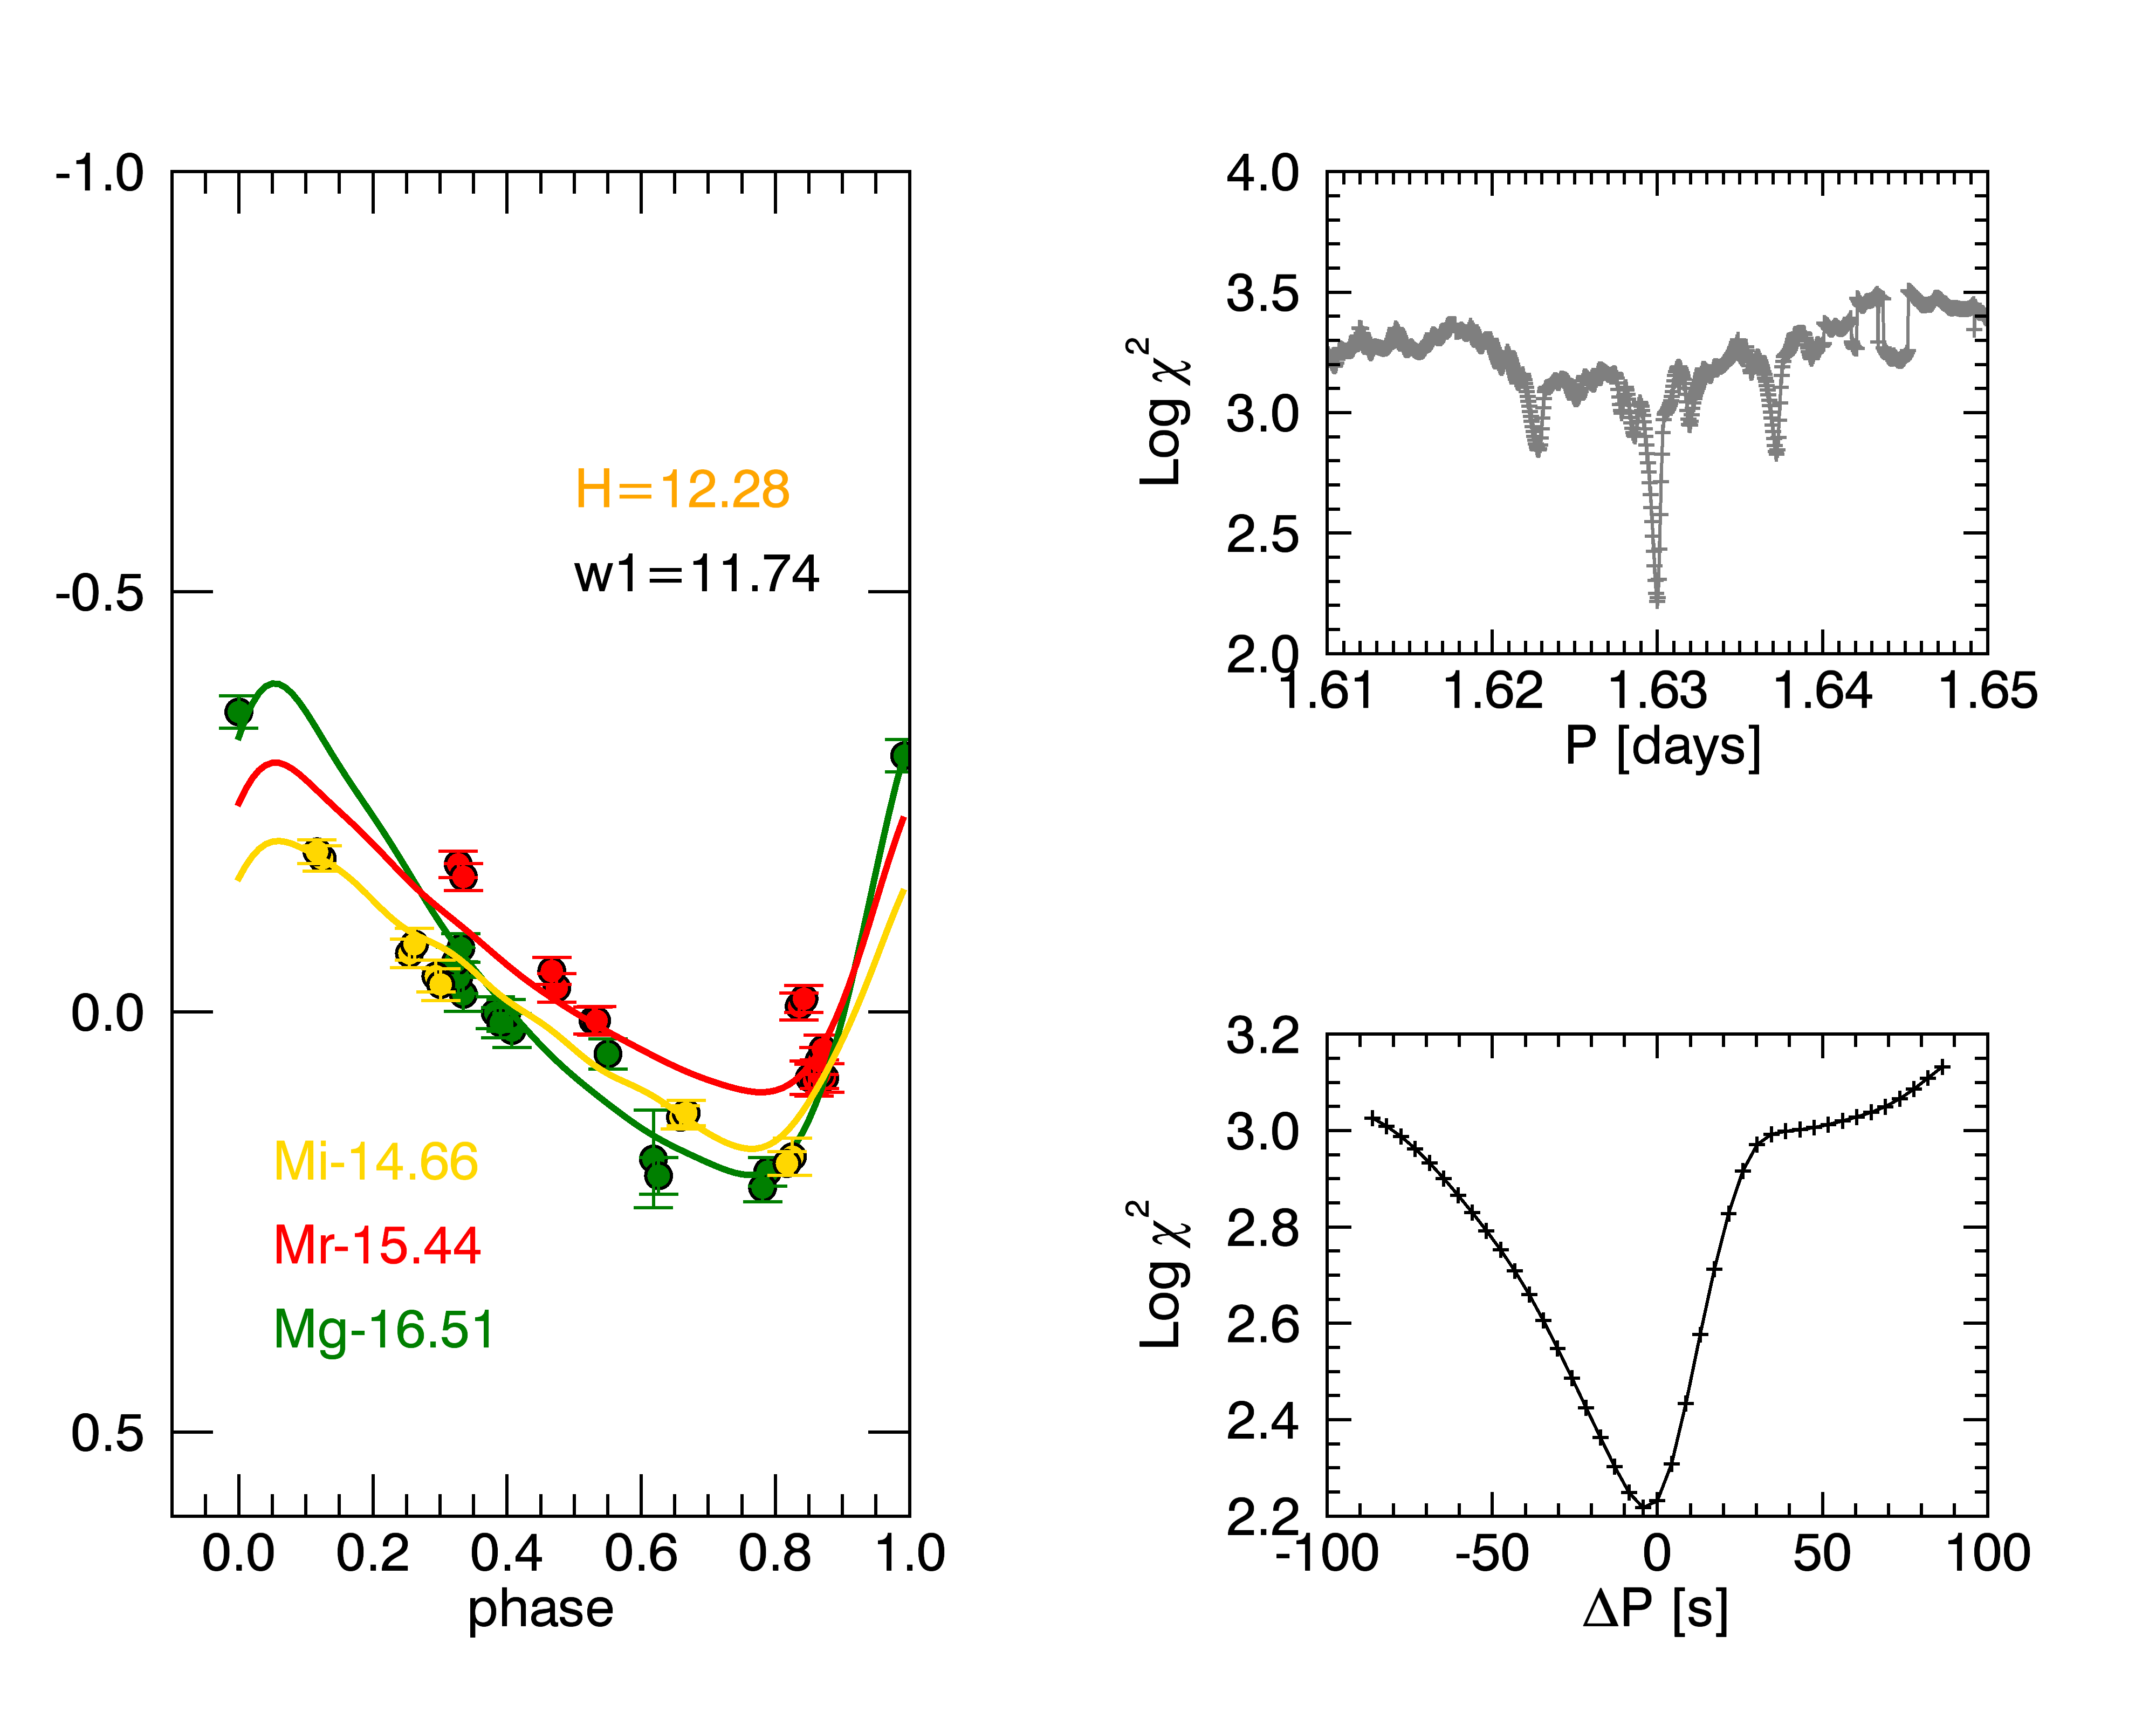 -1.0
-0.5
0.0
0.5
H=12.28
w1=11.74
Mi-14.66
Mr-15.44
Mg-16.51
0.0 0.2 0.4 0.6 0.8 1.0
phase
4.0
3.5
3.0
2.5
2.0
Log χ²
1.61 1.62 1.63 1.64 1.65
P [days]
3.2
3.0
2.8
2.6
2.4
2.2
Log χ²
-100 -50 0 50 100
ΔP [s]